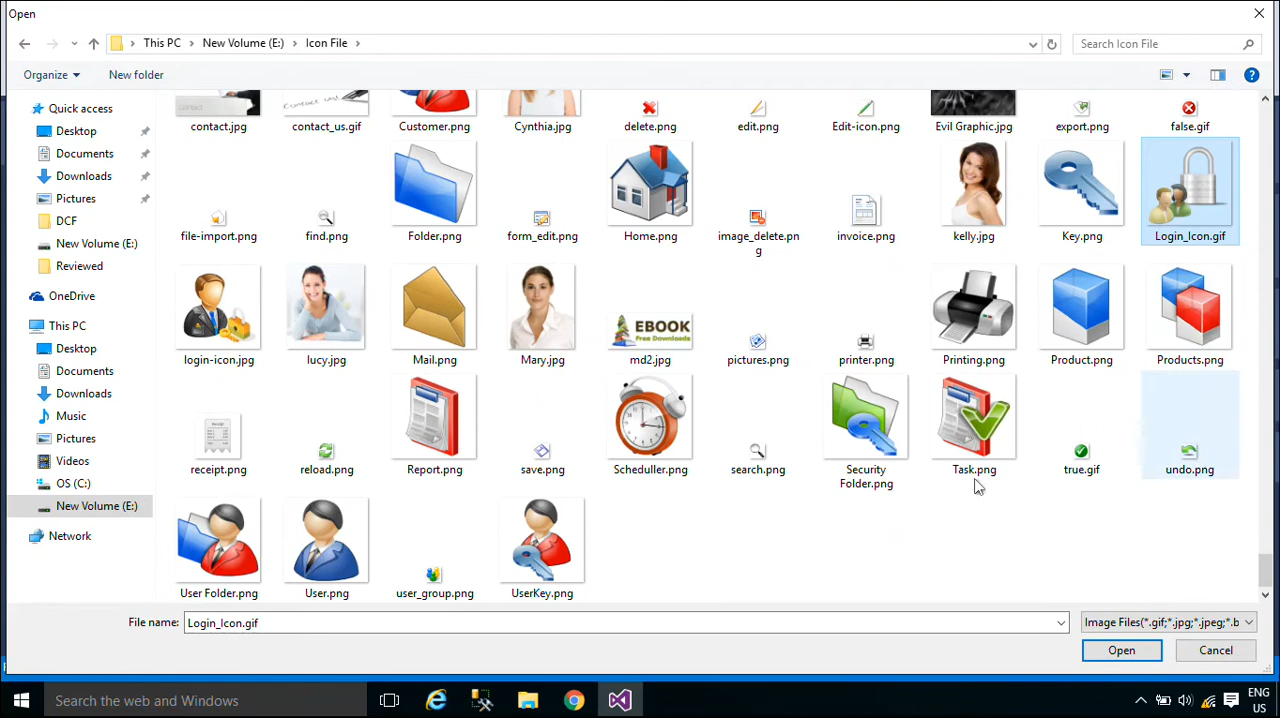 Open
This PC
New Volume (E:)
Icon File
Search Icon File
Organize
New folder
Quick access
Desktop
Documents
Downloads
Pictures
DCF
New Volume (E:)
Reviewed
OneDrive
This PC
Desktop
Documents
Downloads
Music
Pictures
Videos
OS (C:)
New Volume (E:)
Network
contact
contact.jpg
contact_us.gif
Customer.png
Cynthia.jpg
delete.png
edit.png
Edit-icon.png
Evil Graphic.jpg
export.png
false.gif
file-import.png
find.png
Folder.png
form_edit.png
Home.png
image_delete.pn
g
invoice.png
kelly.jpg
Key.png
Login_Icon.gif
login-icon.jpg
lucy.jpg
Mail.png
Mary.jpg
EBOOK
Free Downloads
md2.jpg
pictures.png
printer.png
Printing.png
Product.png
Products.png
receipt.png
reload.png
Report.png
save.png
Scheduller.png
search.png
Security
Folder.png
Task.png
true.gif
undo.png
User Folder.png
User.png
user_group.png
UserKey.png
File name:
Login_Icon.gif
Image Files(*.gif;*.jpg;*.jpeg;*.b
Open
Cancel
Search the web and Windows
ENG
US